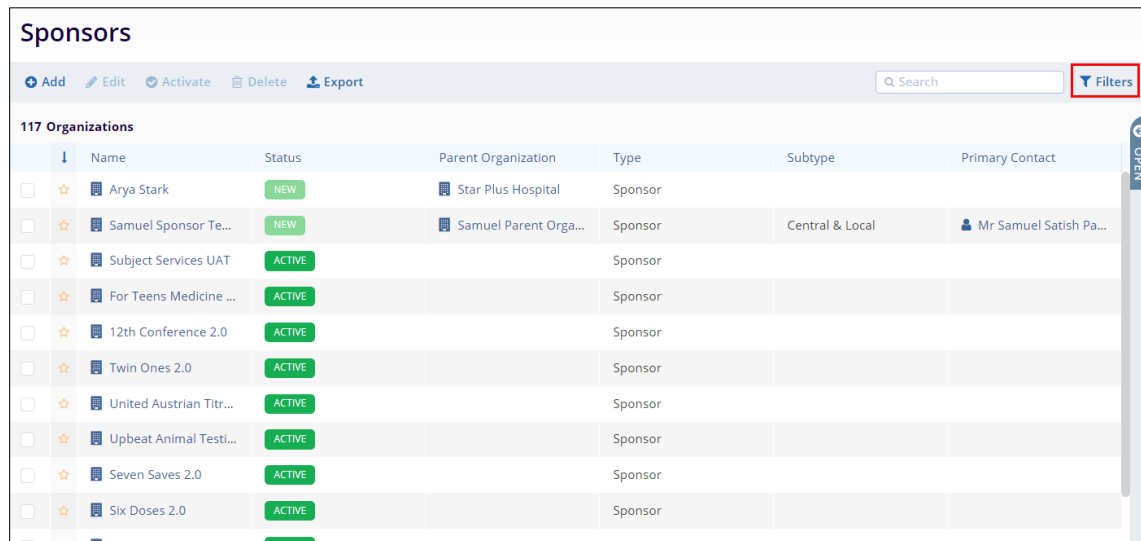 Sponsors
Add Edit Activate Delete Export Search Filters
117 Organizations
Name Status Parent Organization Type Subtype Primary Contact
Arya Stark NEW Star Plus Hospital Sponsor
Samuel Sponsor Te... NEW Samuel Parent Orga... Sponsor Central & Local Mr Samuel Satish Pa...
Subject Services UAT ACTIVE Sponsor
For Teens Medicine ... ACTIVE Sponsor
12th Conference 2.0 ACTIVE Sponsor
Twin Ones 2.0 ACTIVE Sponsor
United Austrian Titr... ACTIVE Sponsor
Upbeat Animal Testi... ACTIVE Sponsor
Seven Saves 2.0 ACTIVE Sponsor
Six Doses 2.0 ACTIVE Sponsor
OPEN